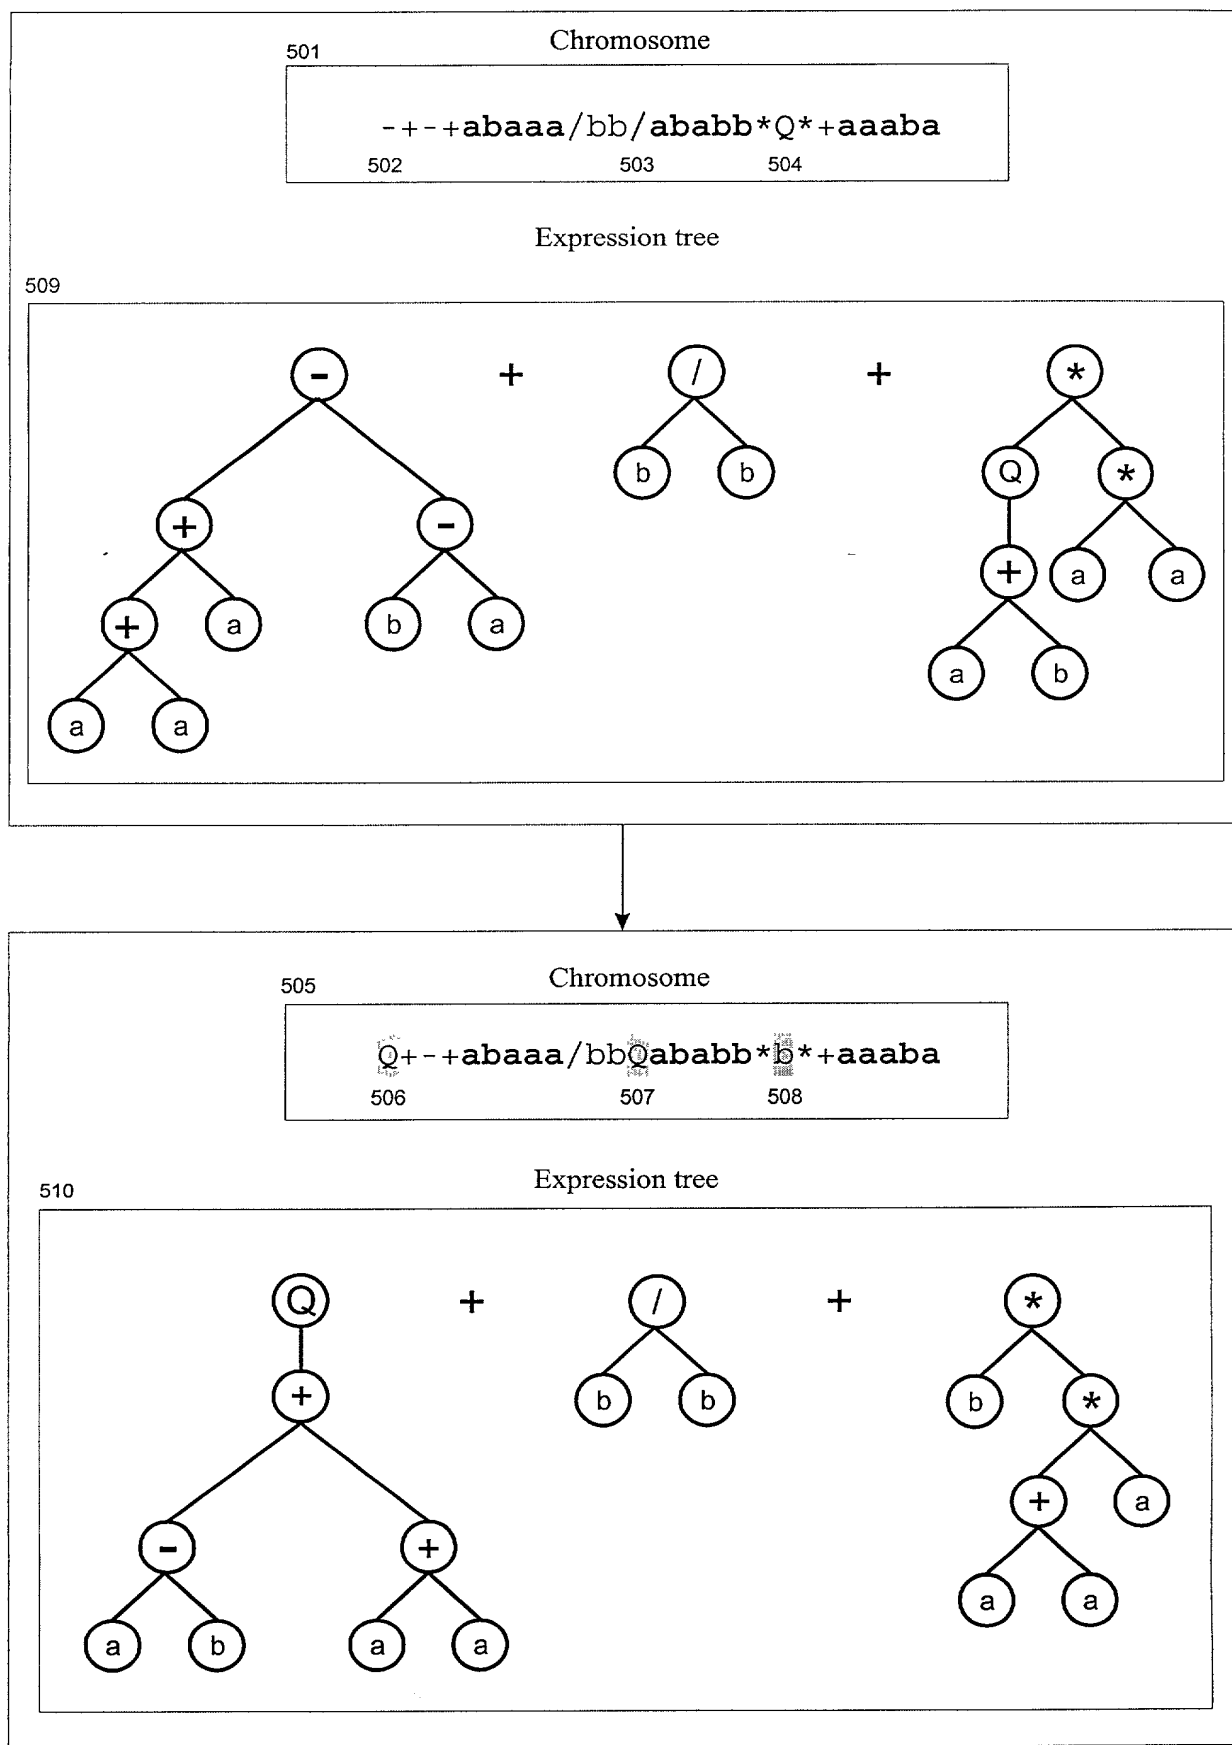 Chromosome
501
-+-+abaaa/bb/ababb*Q*+aaaba
502 503 504
Expression tree
509
- + / + *
b b Q *
+ -
+ a a
+ a b a
a b
a a
Chromosome
505
Q+-+abaaa/bbQababb*b*+aaaba
506 507 508
Expression tree
510
Q + / + *
+ b b b *
+ a
- +
a a
a b a a